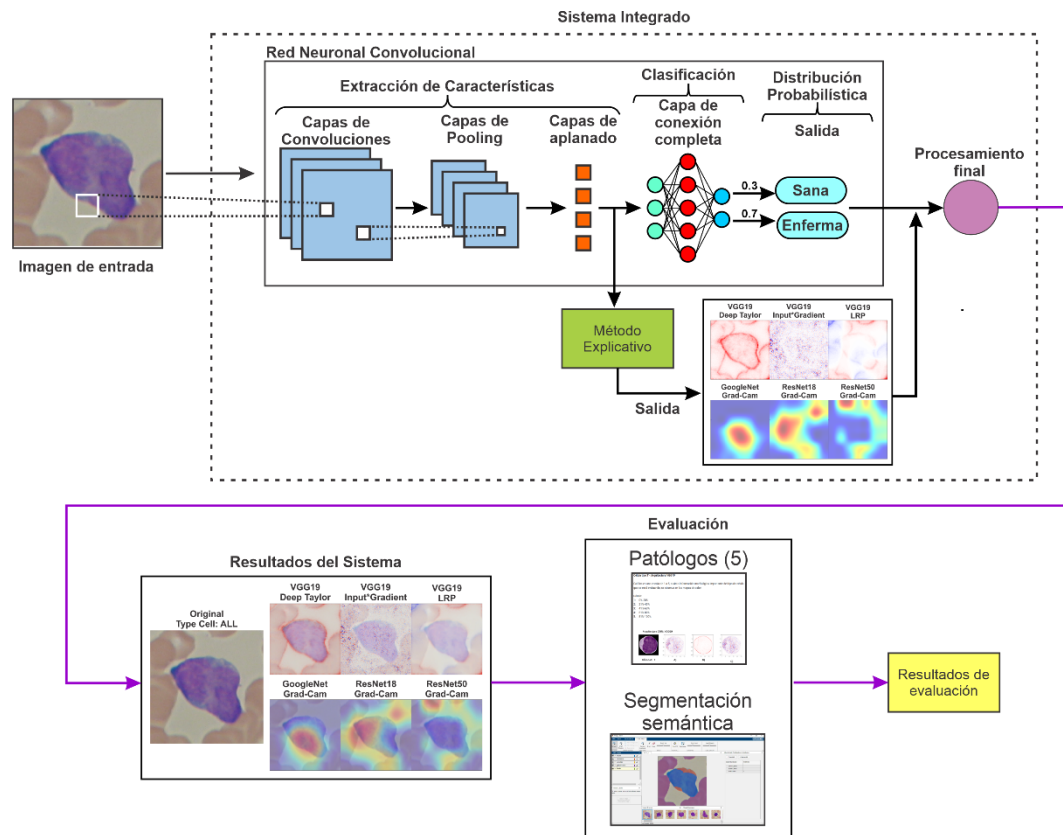 Sistema Integrado
Red Neuronal Convolucional
Extracción de Características
Clasificación
Distribución
Probabilística
Capas de
Convoluciones
Capas de
Pooling
Capas de
aplanado
Capa de
conexión
completa
Salida
0.3
Sana
0.7
Enferma
Procesamiento
final
Imagen de entrada
Método
Explicativo
Salida
VGG19
Deep Taylor
VGG19
Input*Gradient
VGG19
LRP
GoogleNet
Grad-Cam
ResNet18
Grad-Cam
ResNet50
Grad-Cam
Resultados del Sistema
Original
Type Cell: ALL
VGG19
Deep Taylor
VGG19
Input*Gradient
VGG19
LRP
GoogleNet
Grad-Cam
ResNet18
Grad-Cam
ResNet50
Grad-Cam
Evaluación
Patólogos (5)
Segmentación
semántica
Resultados de
evaluación